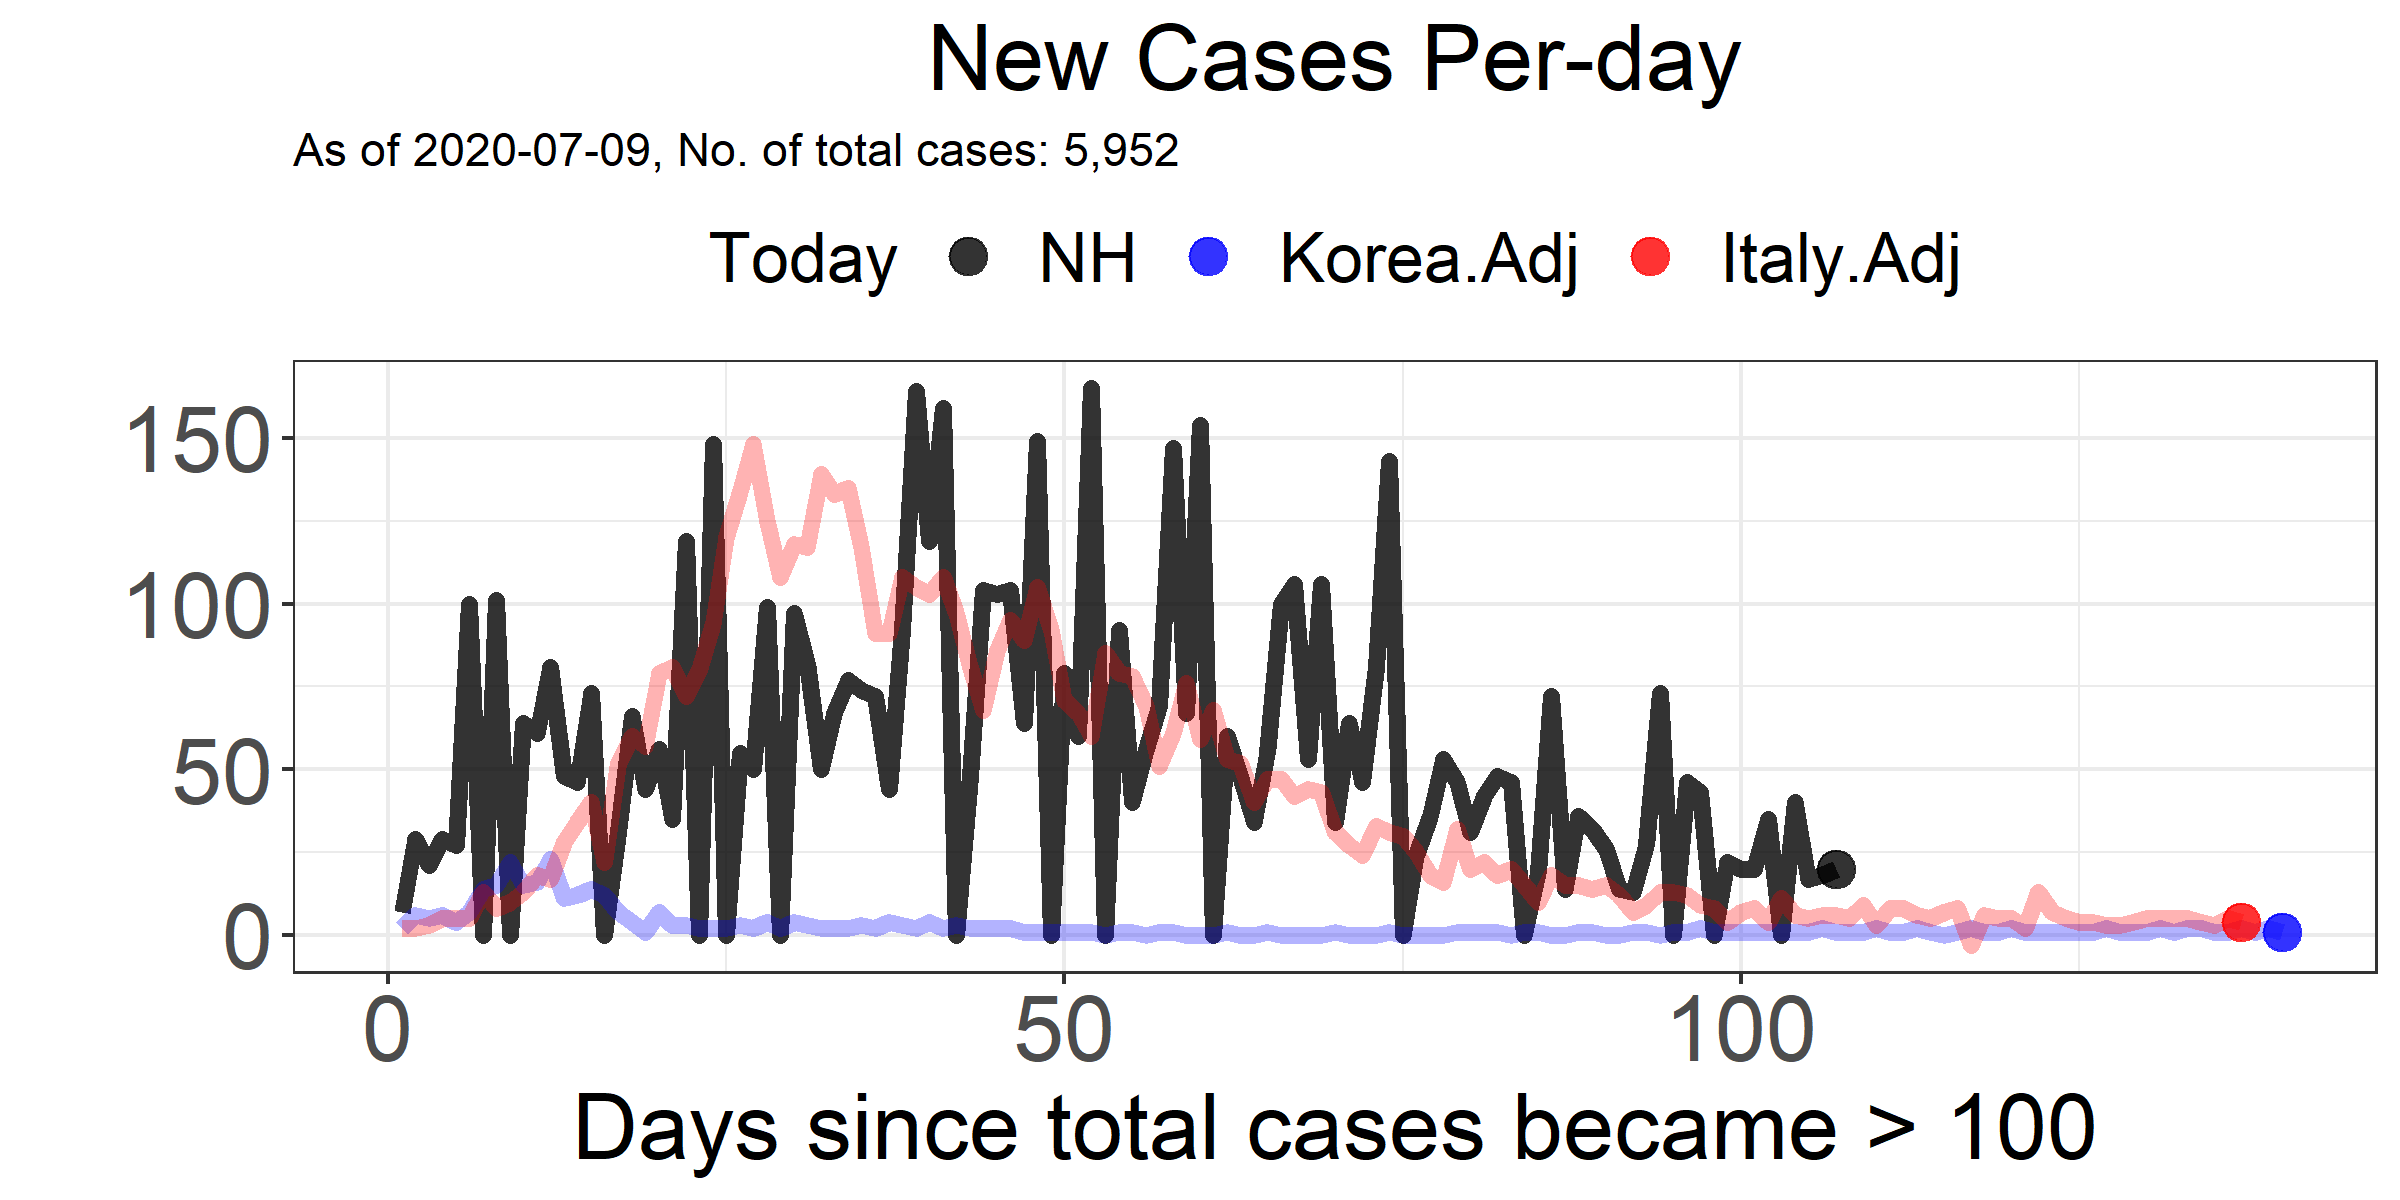 New Cases Per-day
As of 2020-07-09, No. of total cases: 5,952
Today NH Korea.Adj Italy.Adj
150
100
50
0
0 50 100
Days since total cases became > 100